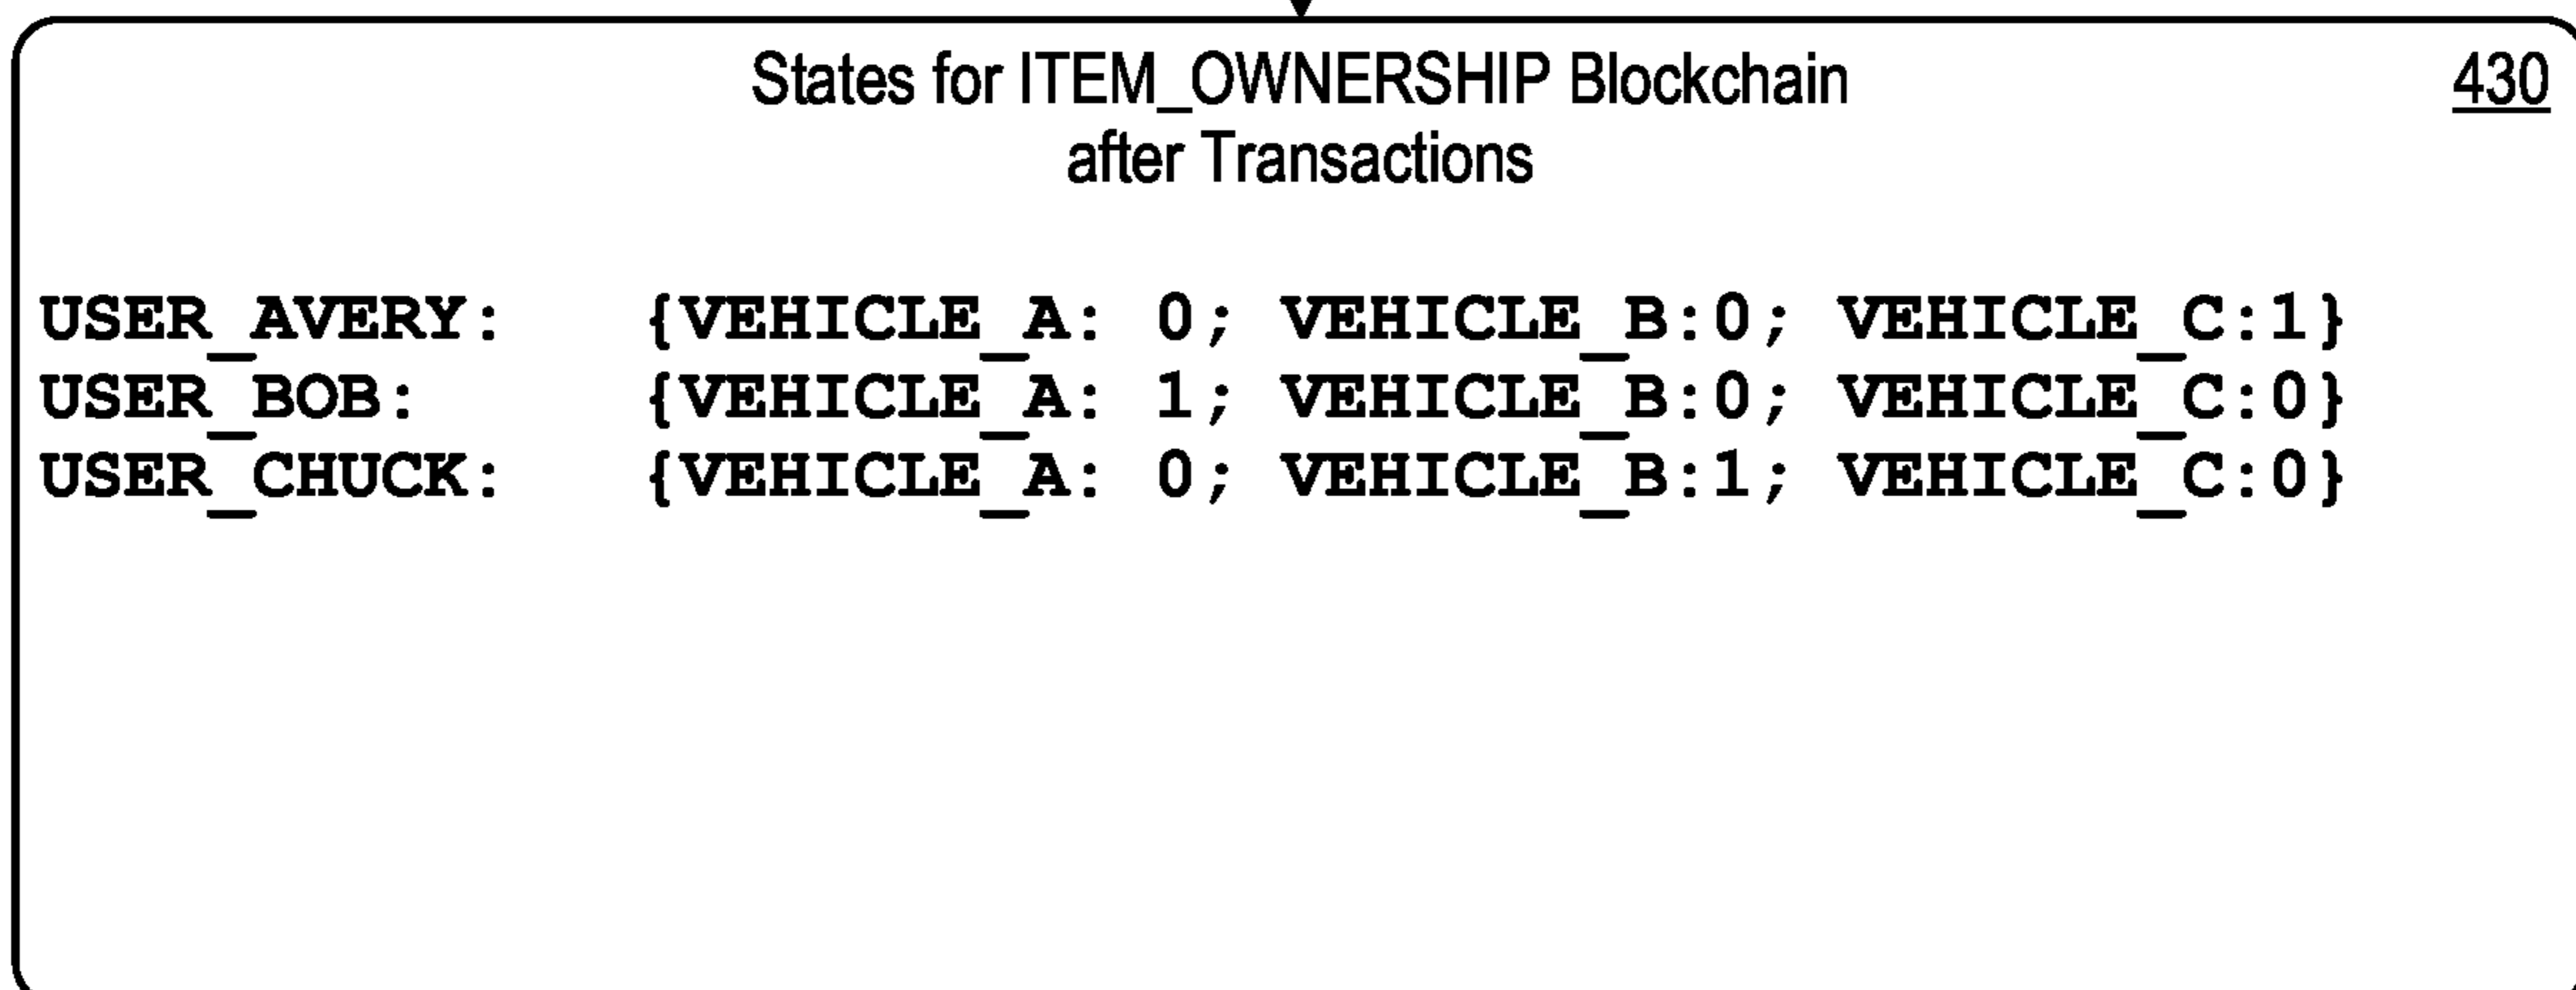 States for ITEM_OWNERSHIP Blockchain 430
after Transactions
USER_AVERY: {VEHICLE_A: 0; VEHICLE_B:0; VEHICLE_C:1}
USER_BOB: {VEHICLE_A: 1; VEHICLE_B:0; VEHICLE_C:0}
USER_CHUCK: {VEHICLE_A: 0; VEHICLE_B:1; VEHICLE_C:0}